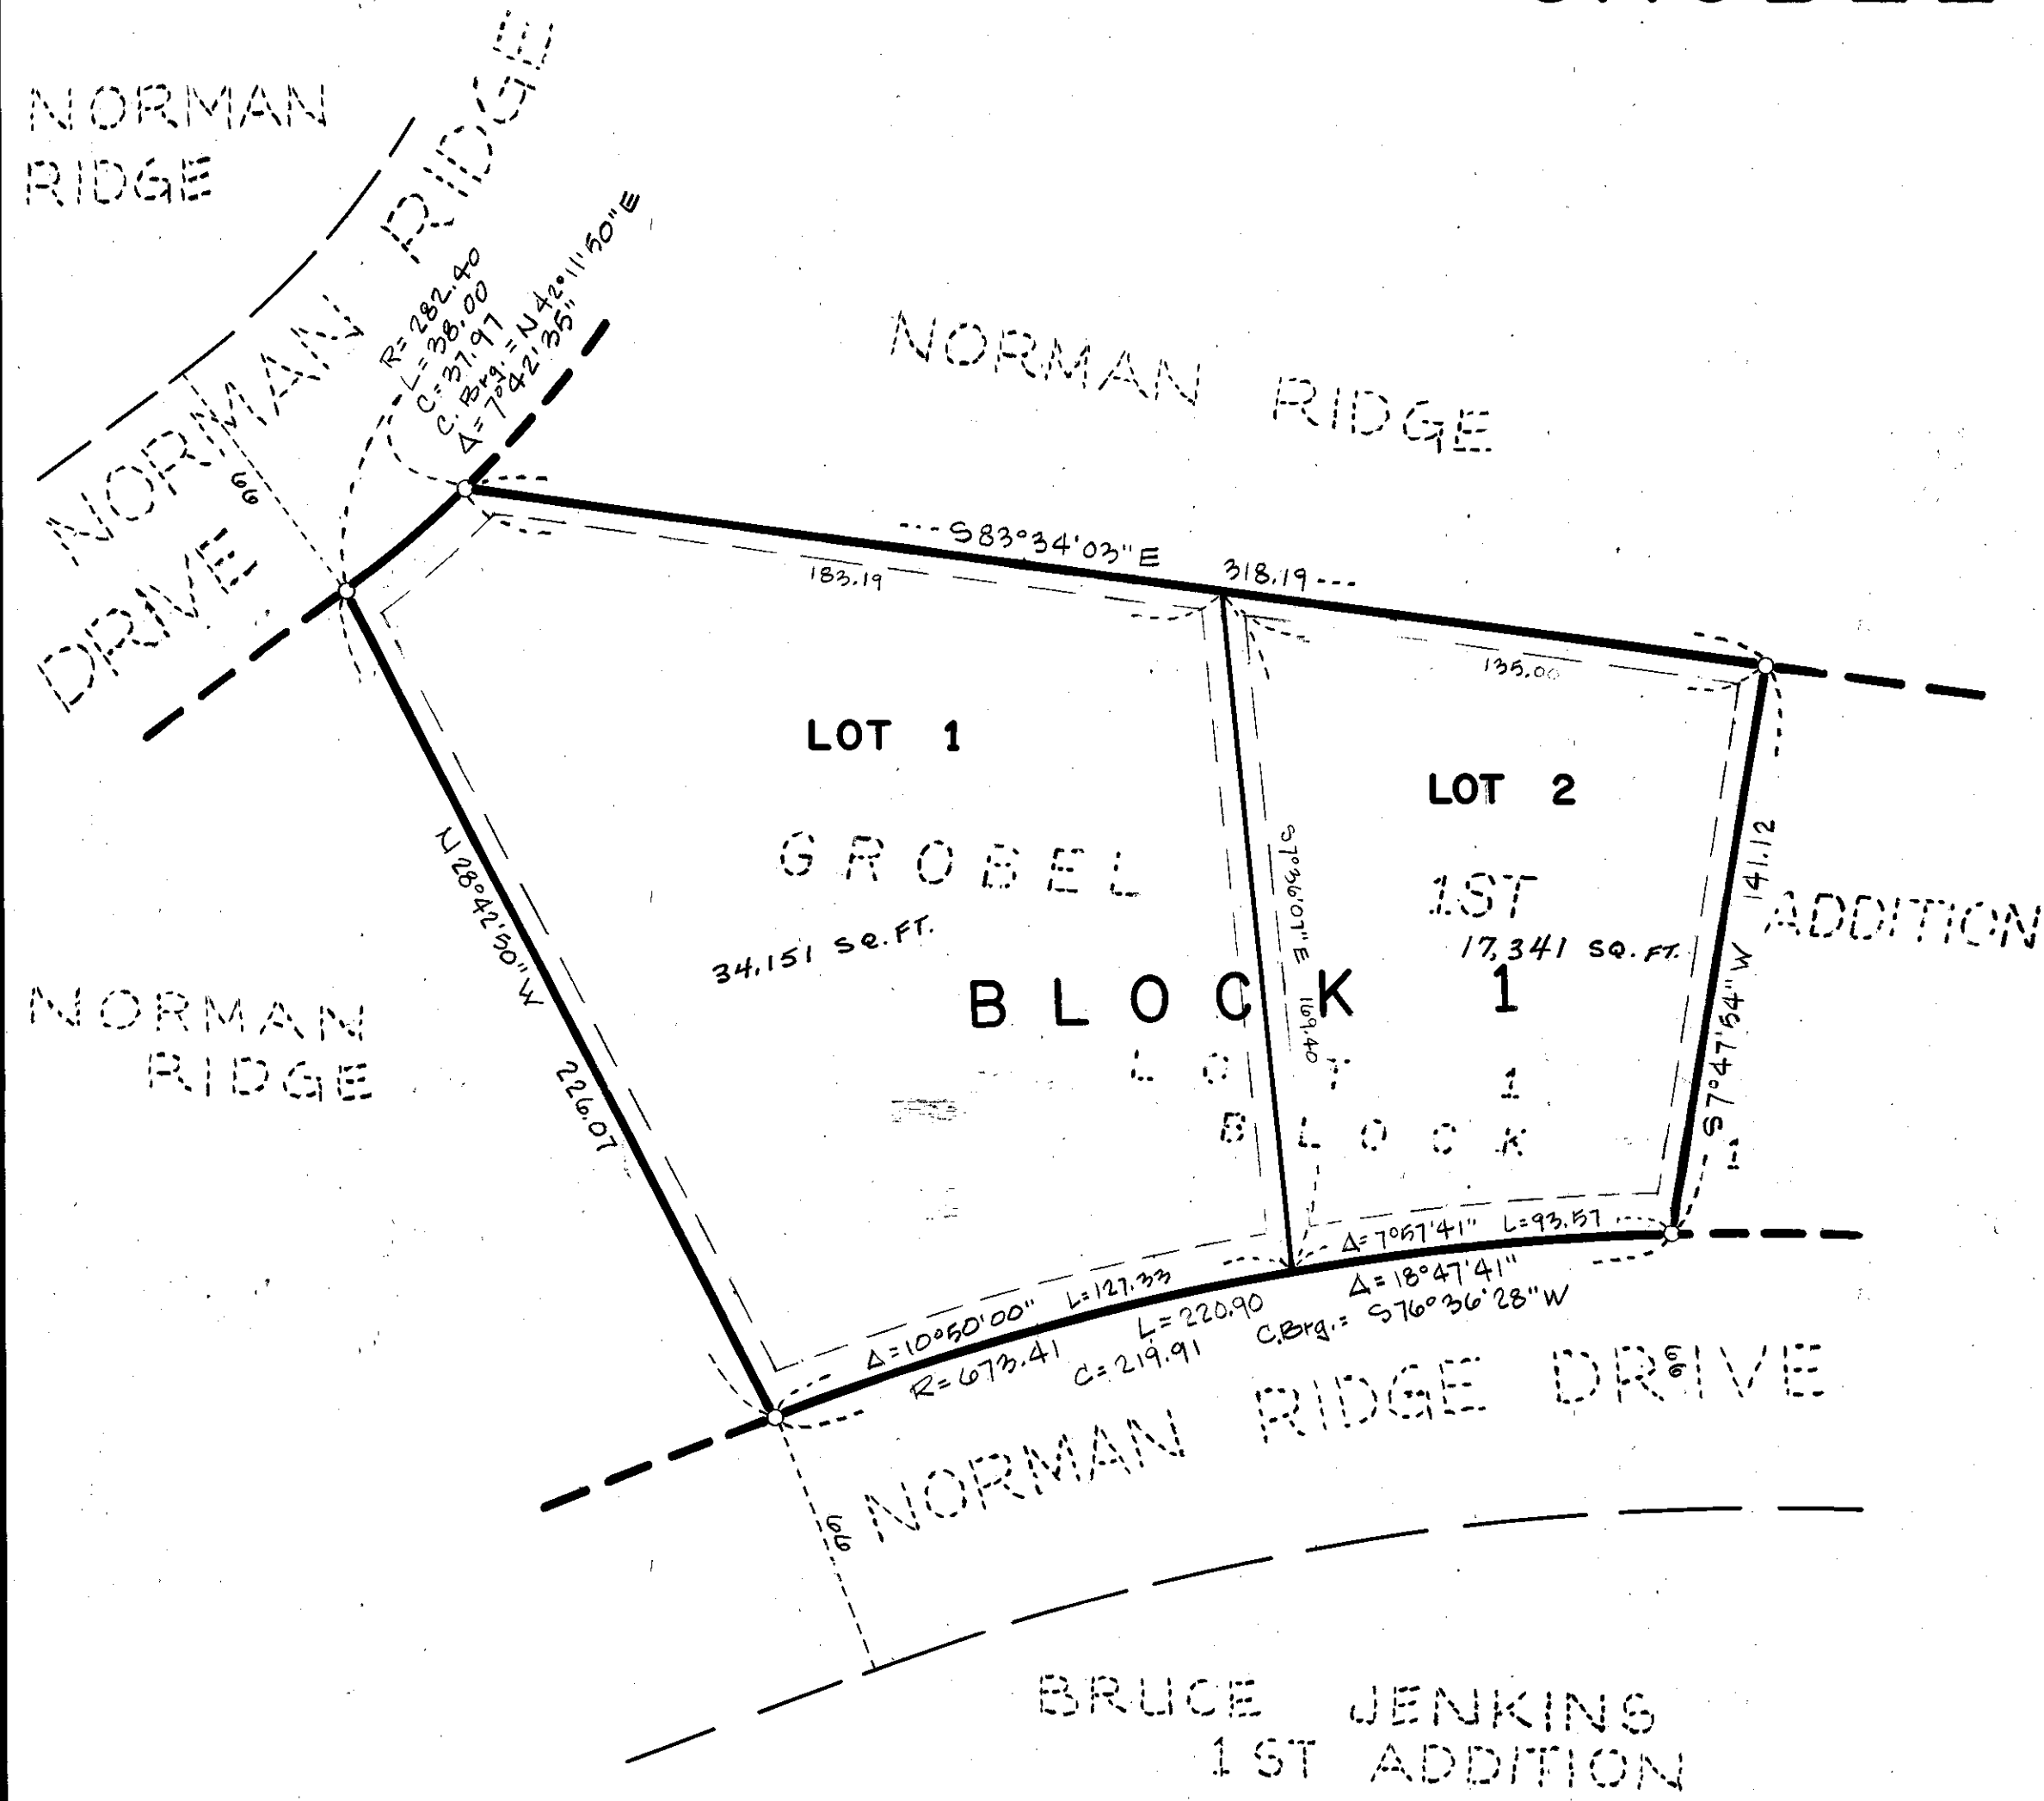 NORMAN
RIDGE
NORMAN RIDGE
DRIVE
R=282.40
L=38.00
C=37.97
C. Brg.=N42°11'50"E
Δ=7°42'35"
66
NORMAN RIDGE
S83°34'03"E 318.19
183.19
135.00
LOT 1
LOT 2
GROBEL 1ST ADDITION
34,151 SQ. FT.
17,341 SQ. FT.
BLOCK 1
LOT 1
BLOCK 1
N28°42'50"W
226.07
S7°36'07"E 169.40
S7°47'54"W 141.12
NORMAN
RIDGE
Δ=7°57'41" L=93.57
Δ=10°50'00" L=127.33
Δ=18°47'41"
R=673.41 L=220.90
C=219.91 C.Brg.= S76°36'28"W
NORMAN RIDGE DRIVE
66
66
BRUCE JENKINS
1ST ADDITION